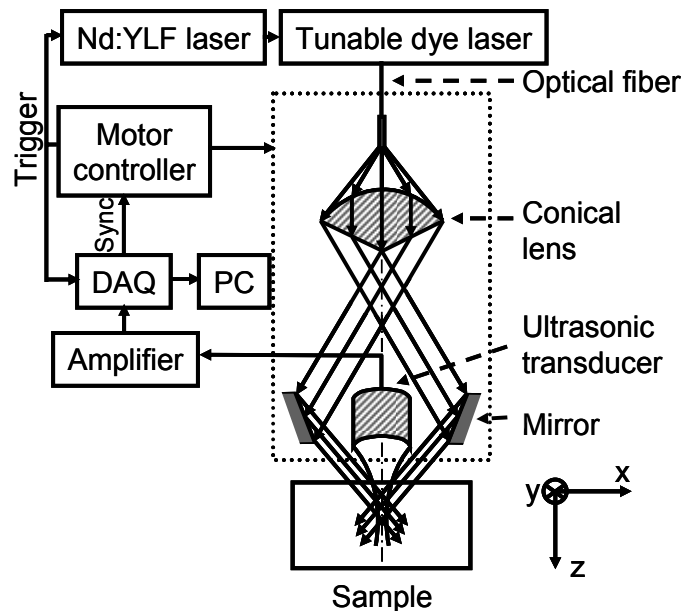 Nd:YLF laser
Tunable dye laser
Optical fiber
Trigger
Motor
controller
Sync
Conical
lens
DAQ
PC
Ultrasonic
transducer
Amplifier
Mirror
y
x
z
Sample